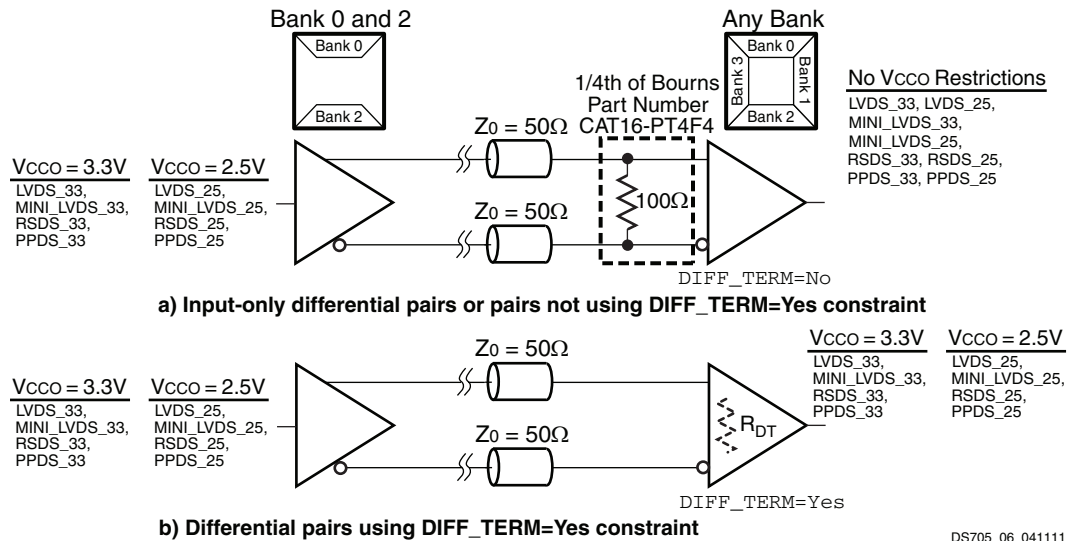 Bank 0 and 2
Bank 0
Bank 2
Any Bank
Bank 0
Bank 3
Bank 1
Bank 2
1/4th of Bourns
Part Number
CAT16-PT4F4
No VCCO Restrictions
LVDS_33, LVDS_25,
MINI_LVDS_33,
MINI_LVDS_25,
RSDS_33, RSDS_25,
PPDS_33, PPDS_25
VCCO = 3.3V
LVDS_33,
MINI_LVDS_33,
RSDS_33,
PPDS_33
VCCO = 2.5V
LVDS_25,
MINI_LVDS_25,
RSDS_25,
PPDS_25
Z0 = 50Ω
Z0 = 50Ω
100Ω
DIFF_TERM=No
a) Input-only differential pairs or pairs not using DIFF_TERM=Yes constraint
VCCO = 3.3V
LVDS_33,
MINI_LVDS_33,
RSDS_33,
PPDS_33
VCCO = 2.5V
LVDS_25,
MINI_LVDS_25,
RSDS_25,
PPDS_25
Z0 = 50Ω
Z0 = 50Ω
RDT
VCCO = 3.3V
LVDS_33,
MINI_LVDS_33,
RSDS_33,
PPDS_33
VCCO = 2.5V
LVDS_25,
MINI_LVDS_25,
RSDS_25,
PPDS_25
DIFF_TERM=Yes
b) Differential pairs using DIFF_TERM=Yes constraint
DS705_06_041111